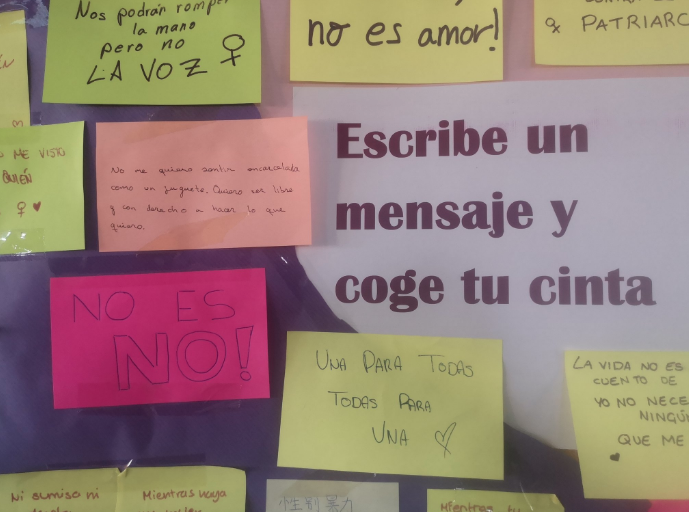 Nos podrán romper
la mano
pero no
LA VOZ ♀
no es amor!
♀ PATRIARC
ME VISTO
QUIÉN
♀ ♥
No me quiero sentir encarcelada
como un juguete. Quiero ser libre
y con derecho a hacer lo que
quiero.
Escribe un
mensaje y
coge tu cinta
NO ES
NO!
UNA PARA TODAS
TODAS PARA
UNA ♡
LA VIDA NO ES
CUENTO DE
YO NO NECE
NINGÚ
QUE ME
♥
Ni sumisa ni
Mientras haya
性别暴力
Mientras tu